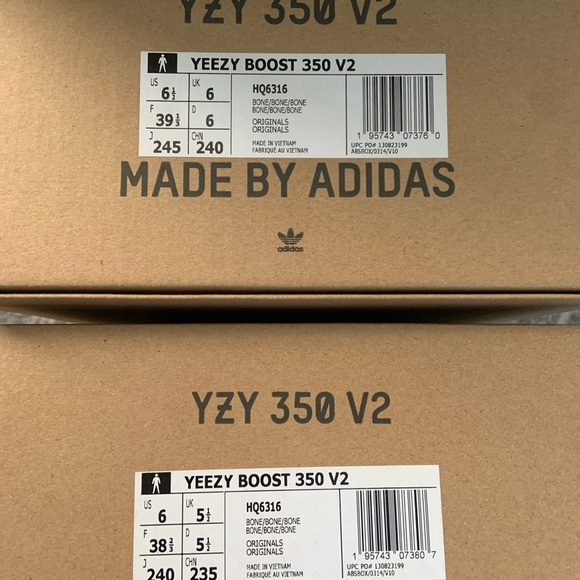 YZY 350 V2
YEEZY BOOST 350 V2
US 6½ UK 6
F 39⅓ D 6
J 245 CHN 240
HQ6316
BONE/BONE/BONE
BONE/BONE/BONE
ORIGINALS
ORIGINALS
MADE IN VIETNAM
FABRIQUÉ AU VIETNAM
1 95743 07376 0
UPC PO# 130823199
ABSBOX/0314/V10
MADE BY ADIDAS
adidas
YZY 350 V2
YEEZY BOOST 350 V2
US 6 UK 5½
F 38⅔ D 5½
J 240 CHN 235
HQ6316
BONE/BONE/BONE
BONE/BONE/BONE
ORIGINALS
ORIGINALS
MADE IN VIETNAM
FABRIQUÉ AU VIETNAM
1 95743 07380 7
UPC PO# 130823199
ABSBOX/0314/V10